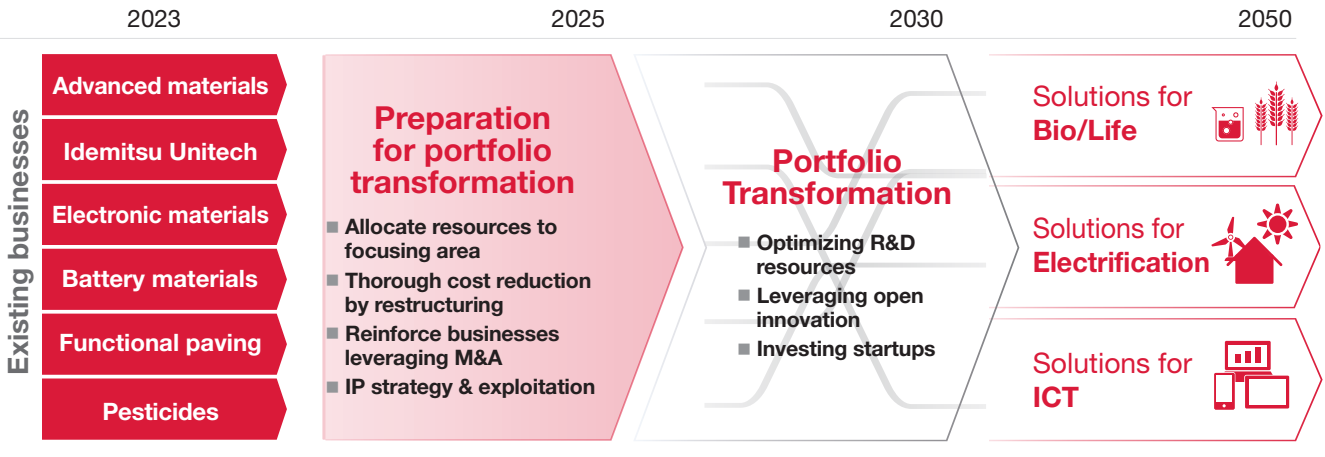 2023
2025
2030
2050
Existing businesses
Advanced materials
Idemitsu Unitech
Electronic materials
Battery materials
Functional paving
Pesticides
Preparation
for portfolio
transformation
■ Allocate resources to
focusing area
■ Thorough cost reduction
by restructuring
■ Reinforce businesses
leveraging M&A
■ IP strategy & exploitation
Portfolio
Transformation
■ Optimizing R&D
resources
■ Leveraging open
innovation
■ Investing startups
Solutions for
Bio/Life
Solutions for
Electrification
Solutions for
ICT